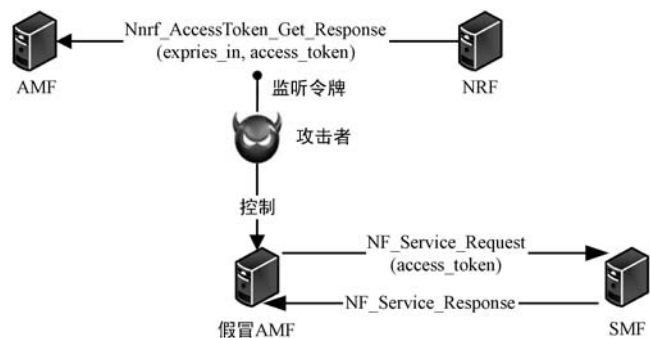 Nnrf_AccessToken_Get_Response
(expries_in, access_token)
AMF
NRF
监听令牌
攻击者
控制
NF_Service_Request
(access_token)
NF_Service_Response
假冒AMF
SMF